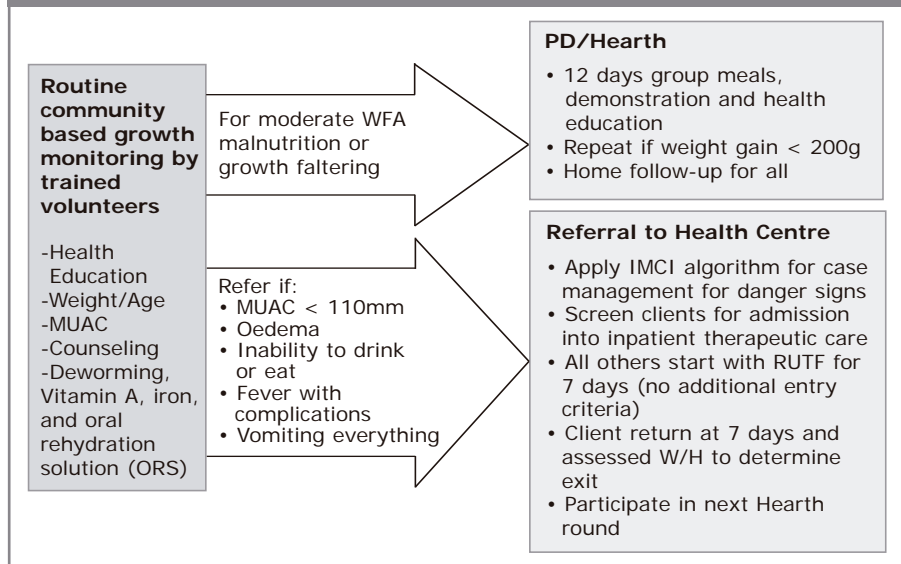 Routine
community
based growth
monitoring by
trained
volunteers
-Health
Education
-Weight/Age
-MUAC
-Counseling
-Deworming,
Vitamin A, iron,
and oral
rehydration
solution (ORS)
For moderate WFA
malnutrition or
growth faltering
PD/Hearth
• 12 days group meals,
demonstration and health
education
• Repeat if weight gain < 200g
• Home follow-up for all
Refer if:
• MUAC < 110mm
• Oedema
• Inability to drink
or eat
• Fever with
complications
• Vomiting everything
Referral to Health Centre
• Apply IMCI algorithm for case
management for danger signs
• Screen clients for admission
into inpatient therapeutic care
• All others start with RUTF for
7 days (no additional entry
criteria)
• Client return at 7 days and
assessed W/H to determine
exit
• Participate in next Hearth
round